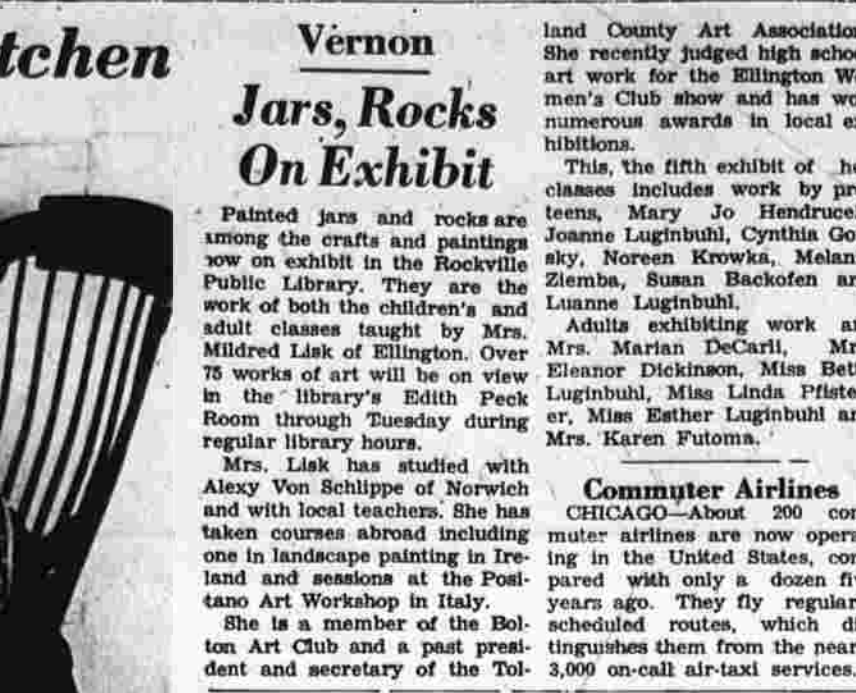 tchen
Vernon
Jars, Rocks
On Exhibit
Painted jars and rocks are
among the crafts and paintings
now on exhibit in the Rockville
Public Library. They are the
work of both the children's and
adult classes taught by Mrs.
Mildred Lisk of Ellington. Over
75 works of art will be on view
in the library's Edith Peck
Room through Tuesday during
regular library hours.
Mrs. Lisk has studied with
Alexy Von Schlippe of Norwich
and with local teachers. She has
taken courses abroad including
one in landscape painting in Ire-
land and sessions at the Posi-
tano Art Workshop in Italy.
She is a member of the Bol-
ton Art Club and a past presi-
dent and secretary of the Tol-
land County Art Association
She recently judged high schoo
art work for the Ellington Wo
men's Club show and has wo
numerous awards in local ex
hibitions.
This, the fifth exhibit of he
classes includes work by pre
teens, Mary Jo Hendruce
Joanne Luginbuhl, Cynthia Go
sky, Noreen Krowka, Melan
Ziemba, Susan Backofen an
Luanne Luginbuhl,
Adults exhibiting work ar
Mrs. Marian DeCarli, Mr
Eleanor Dickinson, Miss Bett
Luginbuhl, Miss Linda Pfiste
er, Miss Esther Luginbuhl an
Mrs. Karen Futoma.
Commuter Airlines
CHICAGO—About 200 com
muter airlines are now opera
ing in the United States, com
pared with only a dozen fiv
years ago. They fly regular
scheduled routes, which di
tinguishes them from the near
3,000 on-call air-taxi services.